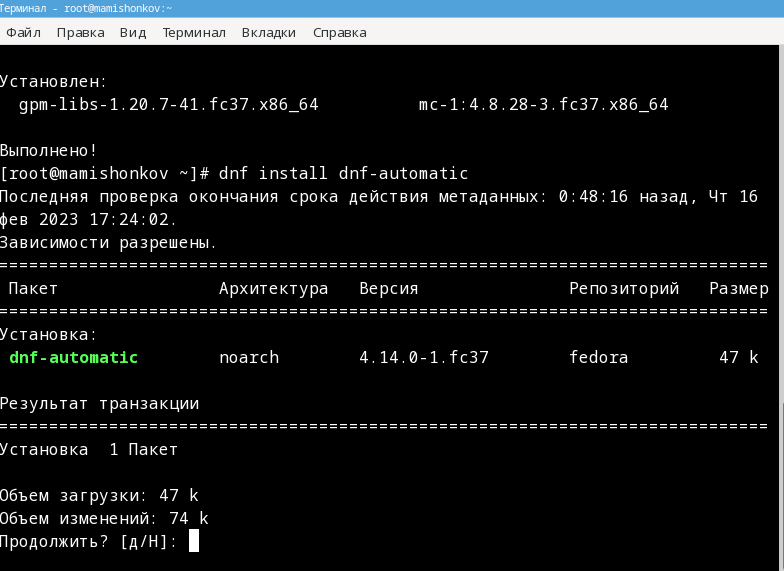 Терминал - root@mamishonkov:~
Файл Правка Вид Терминал Вкладки Справка
Установлен:
gpm-libs-1.20.7-41.fc37.x86_64 mc-1:4.8.28-3.fc37.x86_64
Выполнено!
[root@mamishonkov ~]# dnf install dnf-automatic
Последняя проверка окончания срока действия метаданных: 0:48:16 назад, Чт 16
фев 2023 17:24:02.
Зависимости разрешены.
=============================================================================
Пакет Архитектура Версия Репозиторий Размер
=============================================================================
Установка:
dnf-automatic noarch 4.14.0-1.fc37 fedora 47 k
Результат транзакции
=============================================================================
Установка 1 Пакет
Объем загрузки: 47 k
Объем изменений: 74 k
Продолжить? [д/Н]: